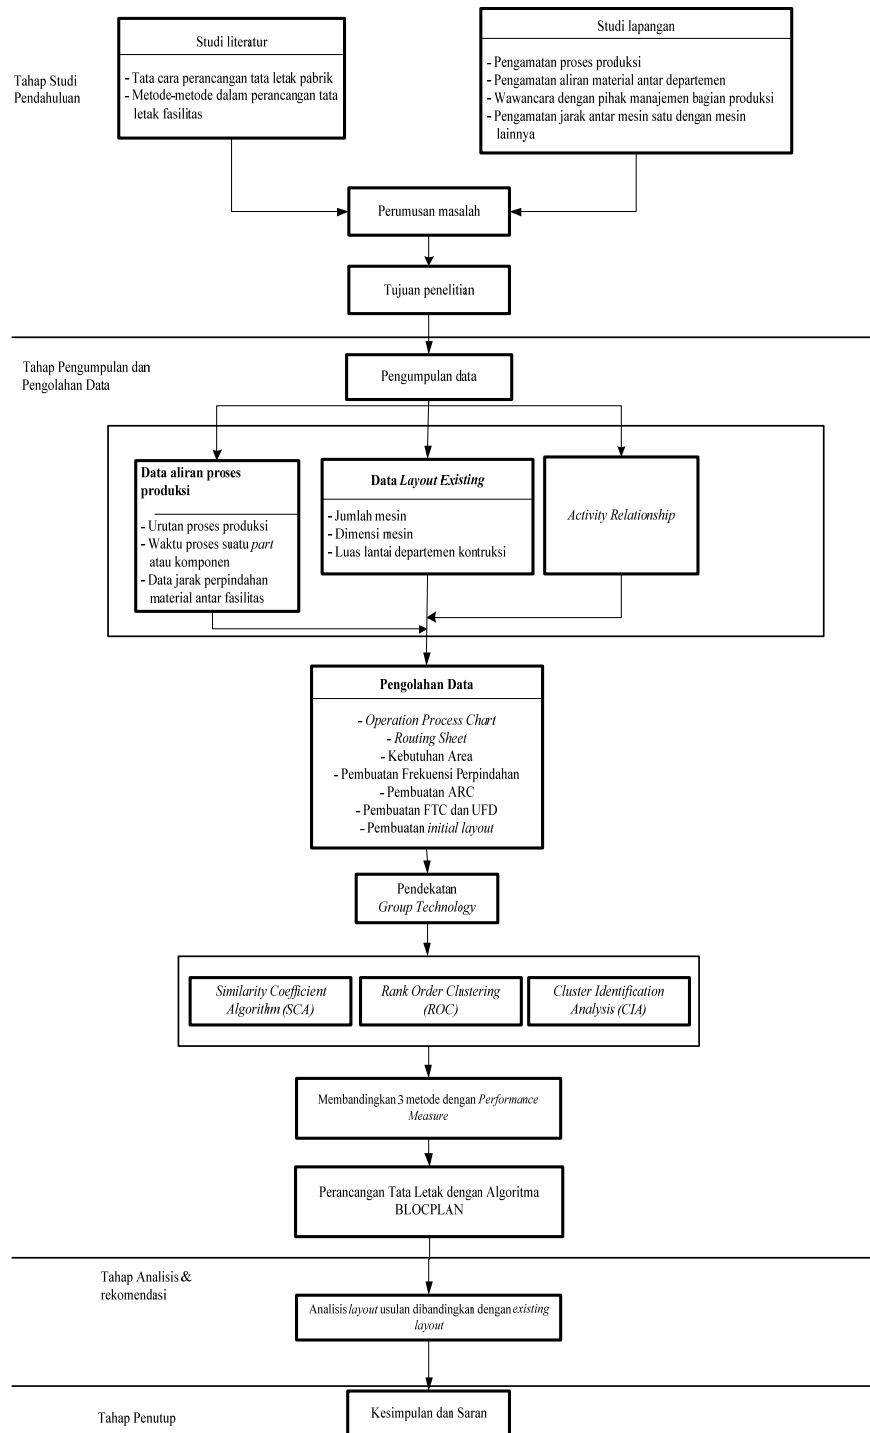 Tahap Studi
Pendahuluan
Studi literatur
- Tata cara perancangan tata letak pabrik
- Metode-metode dalam perancangan tata
letak fasilitas
Studi lapangan
- Pengamatan proses produksi
- Pengamatan aliran material antar departemen
- Wawancara dengan pihak manajemen bagian produksi
- Pengamatan jarak antar mesin satu dengan mesin
lainnya
Perumusan masalah
Tujuan penelitian
Tahap Pengumpulan dan
Pengolahan Data
Pengumpulan data
Data aliran proses
produksi
- Urutan proses produksi
- Waktu proses suatu part
atau komponen
- Data jarak perpindahan
material antar fasilitas
Data Layout Existing
- Jumlah mesin
- Dimensi mesin
- Luas lantai departemen kontruksi
Activity Relationship
Pengolahan Data
- Operation Process Chart
- Routing Sheet
- Kebutuhan Area
- Pembuatan Frekuensi Perpindahan
- Pembuatan ARC
- Pembuatan FTC dan UFD
- Pembuatan initial layout
Pendekatan
Group Technology
Similarity Coefficient
Algorithm (SCA)
Rank Order Clustering
(ROC)
Cluster Identification
Analysis (CIA)
Membandingkan 3 metode dengan Performance
Measure
Perancangan Tata Letak dengan Algoritma
BLOCPLAN
Tahap Analisis &
rekomendasi
Analisis layout usulan dibandingkan dengan existing
layout
Tahap Penutup
Kesimpulan dan Saran